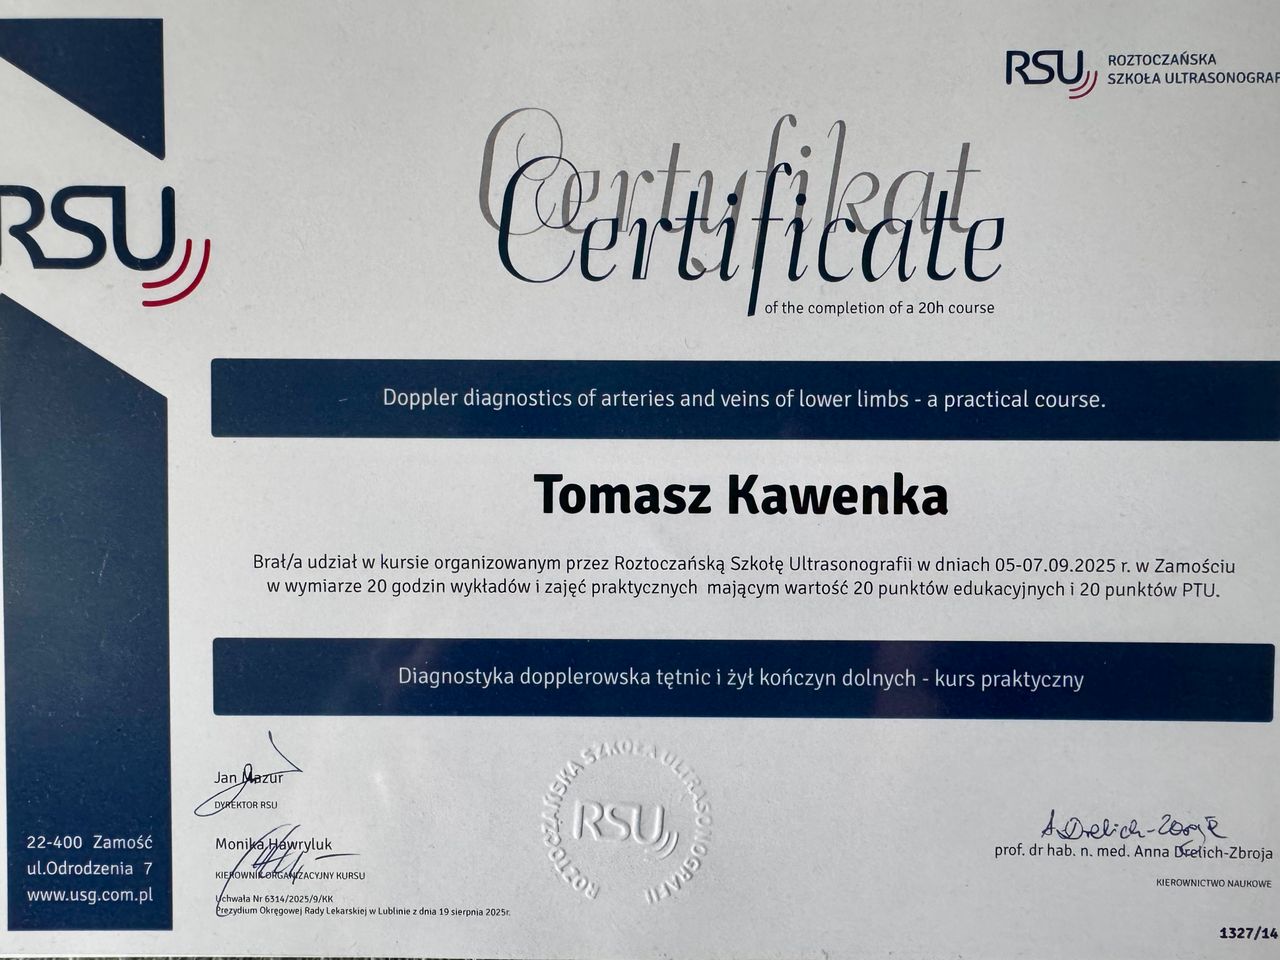 RSU ROZTOCZAŃSKA
SZKOŁA ULTRASONOGRAF
RSU
Certyfikat
Certificate
of the completion of a 20h course
Doppler diagnostics of arteries and veins of lower limbs - a practical course.
Tomasz Kawenka
Brał/a udział w kursie organizowanym przez Roztoczańską Szkołę Ultrasonografii w dniach 05-07.09.2025 r. w Zamościu
w wymiarze 20 godzin wykładów i zajęć praktycznych mającym wartość 20 punktów edukacyjnych i 20 punktów PTU.
Diagnostyka dopplerowska tętnic i żył kończyn dolnych - kurs praktyczny
Jan Mazur
DYREKTOR RSU
Monika Hawryluk
KIEROWNIK ORGANIZACYJNY KURSU
Uchwała Nr 6314/2025/9/KK
Prezydium Okręgowej Rady Lekarskiej w Lublinie z dnia 19 sierpnia 2025r.
ROZTOCZAŃSKA SZKOŁA ULTRASONOGRAFII
RSU
A Drelich-Zbroja
prof. dr hab. n. med. Anna Drelich-Zbroja
KIEROWNICTWO NAUKOWE
1327/14
22-400 Zamość
ul.Odrodzenia 7
www.usg.com.pl